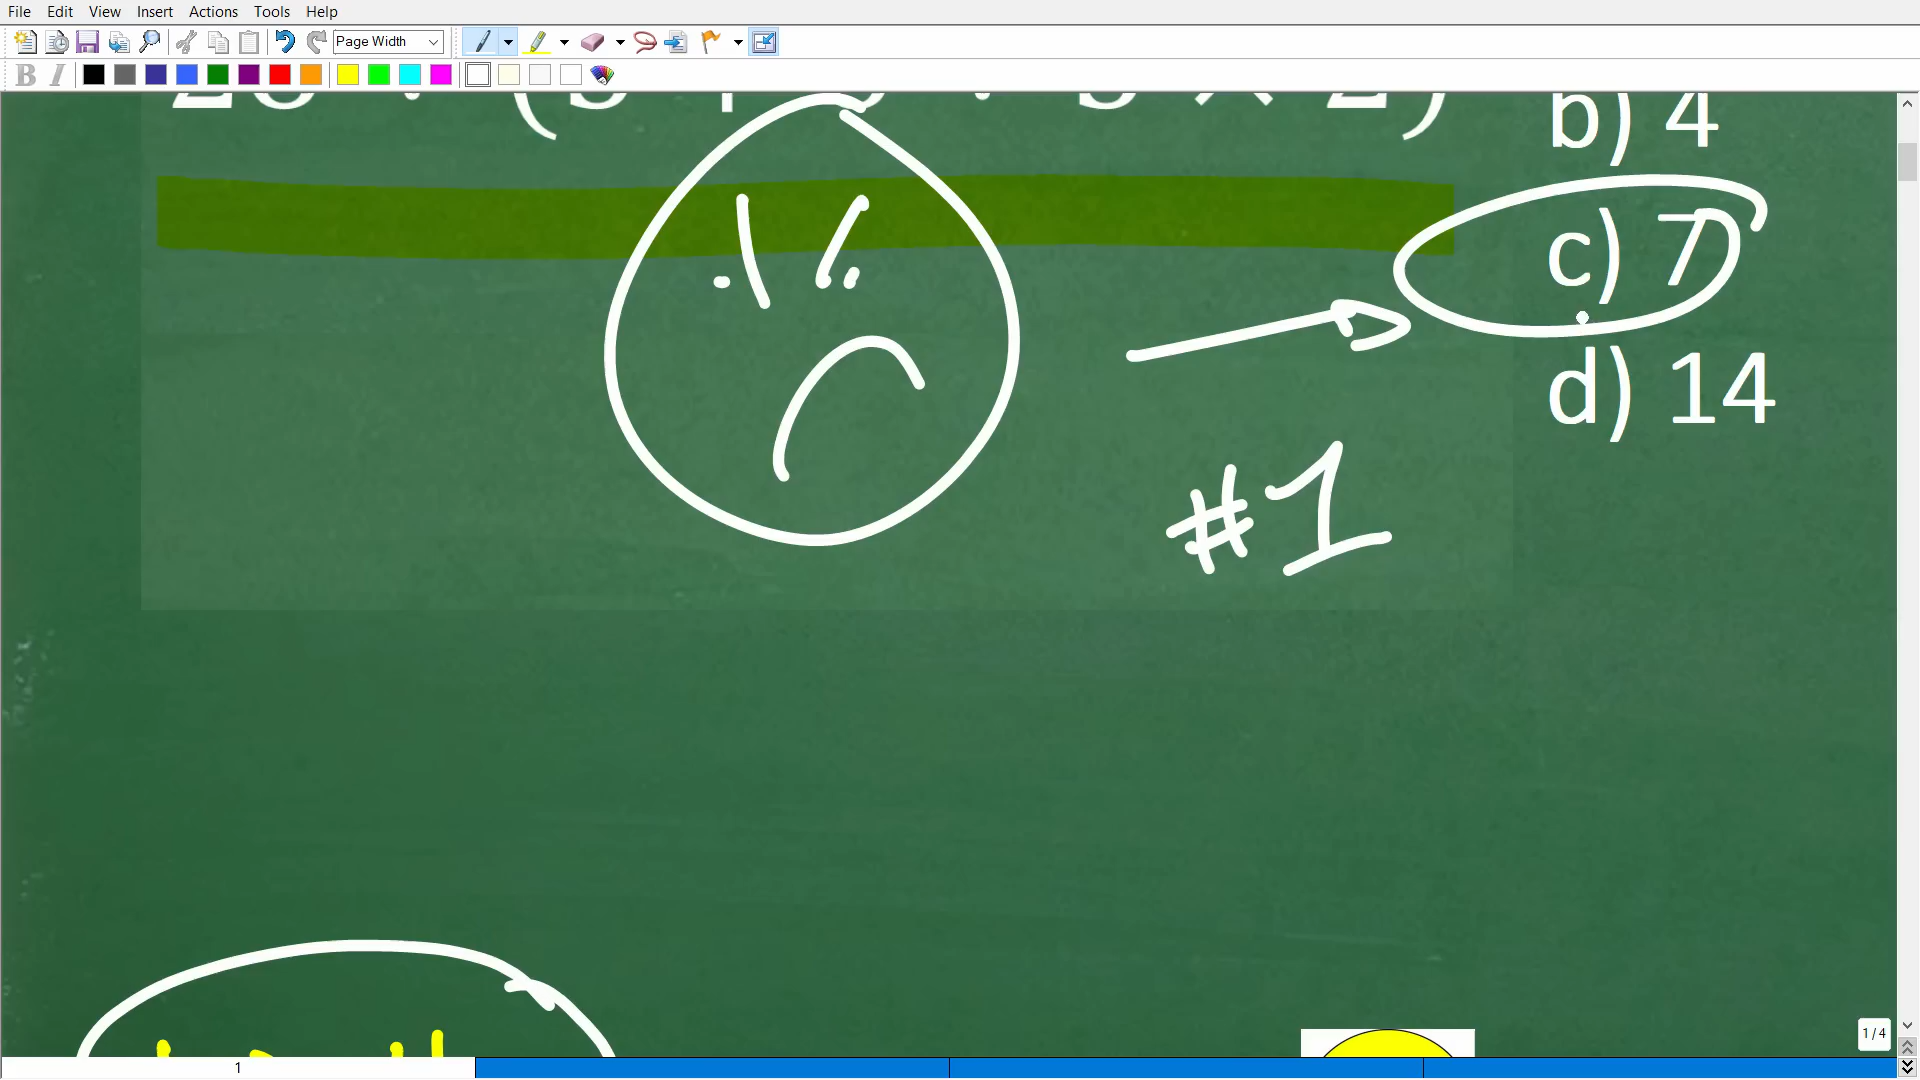 File Edit View Insert Actions Tools Help
Page Width
B I
b) 4
c) 7
d) 14
#1
1 / 4
1